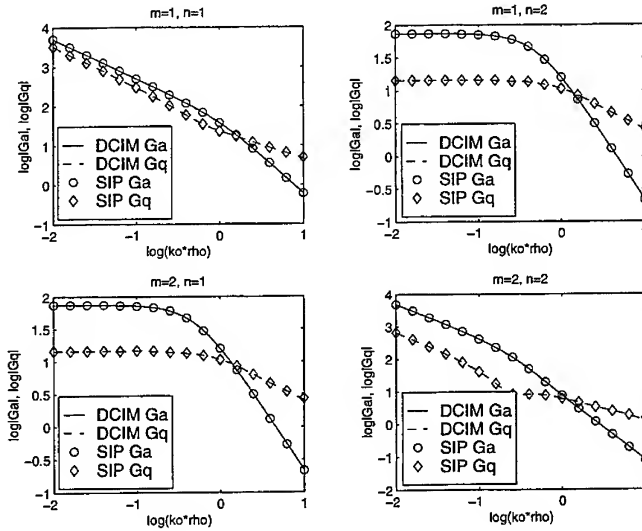 m=1, n=1
4
3
2
1
0
-1
-2
-1
0
1
log|Gal, log|Gq|
log(ko*rho)
DCIM Ga
DCIM Gq
SIP Ga
SIP Gq
m=1, n=2
2
1.5
1
0.5
0
-0.5
-1
-2
-1
0
log|Gal, log|Gq|
log(ko*rho)
DCIM Ga
DCIM Gq
SIP Ga
SIP Gq
m=2, n=1
2
1.5
1
0.5
0
-0.5
-1
-2
-1
0
1
log|Gal, log|Gq|
log(ko*rho)
DCIM Ga
DCIM Gq
SIP Ga
SIP Gq
m=2, n=2
4
3
2
1
0
-1
-2
-2
-1
0
log|Gal, log|Gq|
log(ko*rho)
DCIM Ga
DCIM Gq
SIP Ga
SIP Gq